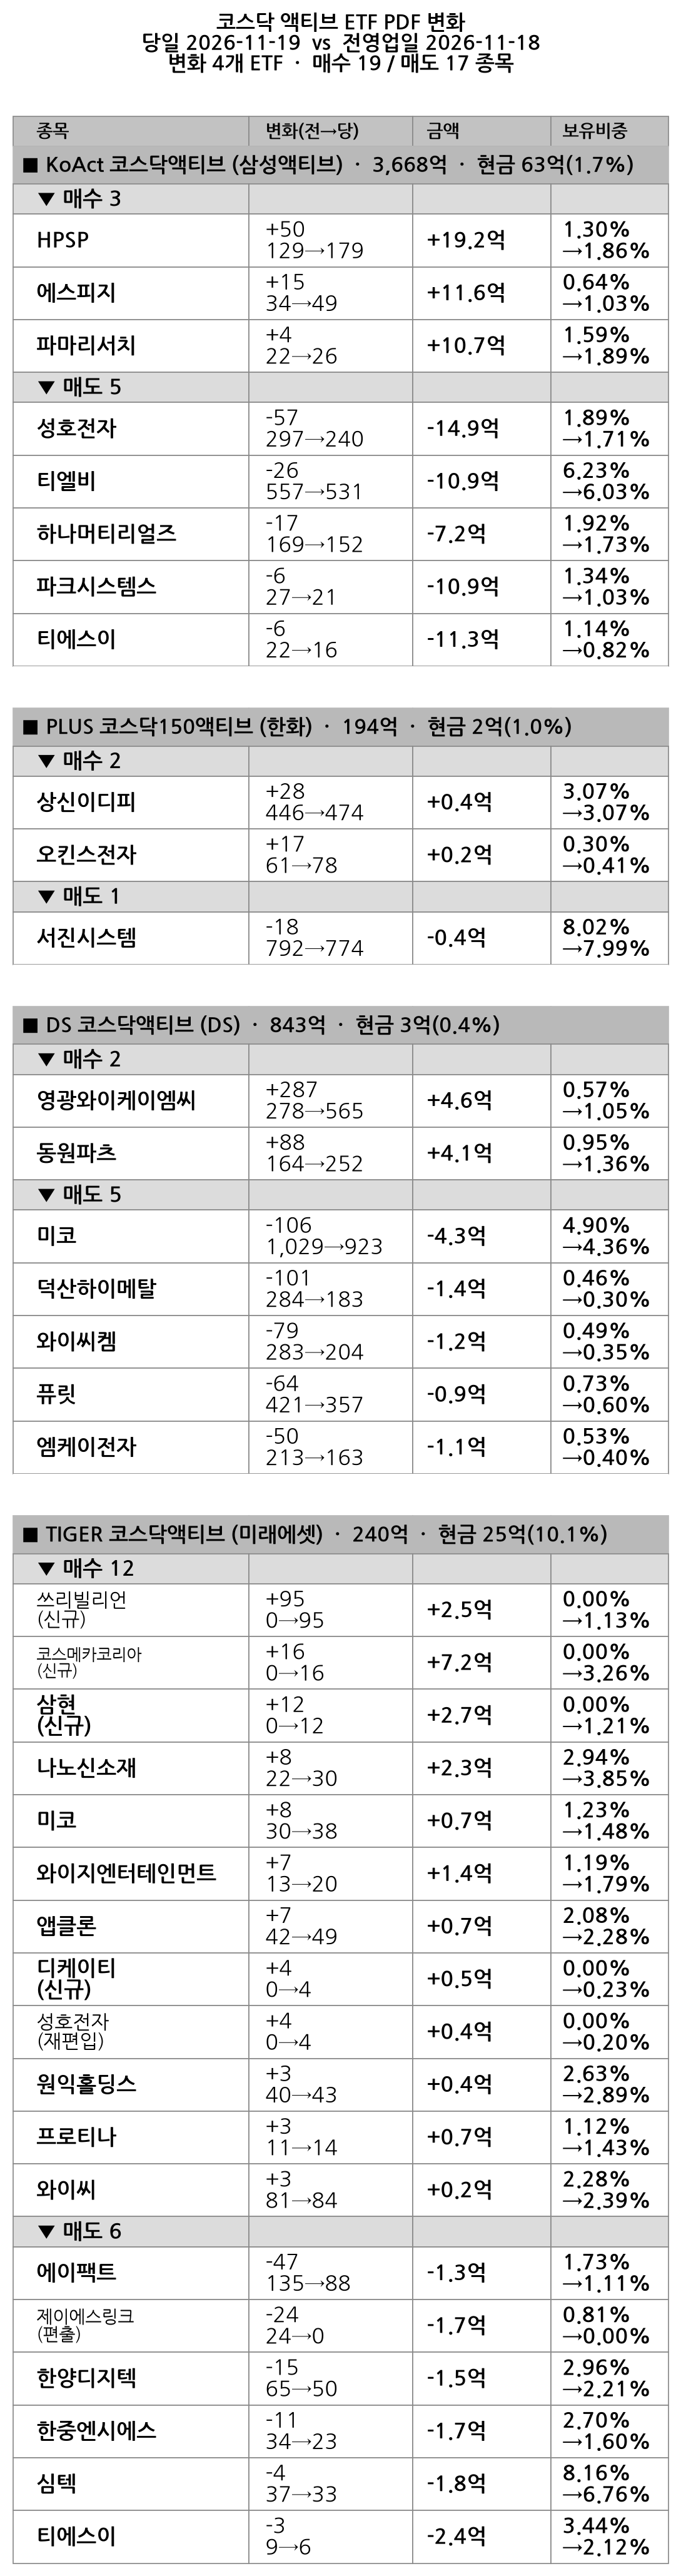 코스닥 액티브 ETF PDF 변화
당일 2026-11-19 vs 전영업일 2026-11-18
변화 4개 ETF · 매수 19 / 매도 17 종목
종목 변화(전→당) 금액 보유비중
■ KoAct 코스닥액티브 (삼성액티브) · 3,668억 · 현금 63억(1.7%)
▼ 매수 3
HPSP +50 129→179 +19.2억 1.30% →1.86%
에스피지 +15 34→49 +11.6억 0.64% →1.03%
파마리서치 +4 22→26 +10.7억 1.59% →1.89%
▼ 매도 5
성호전자 -57 297→240 -14.9억 1.89% →1.71%
티엘비 -26 557→531 -10.9억 6.23% →6.03%
하나머티리얼즈 -17 169→152 -7.2억 1.92% →1.73%
파크시스템스 -6 27→21 -10.9억 1.34% →1.03%
티에스이 -6 22→16 -11.3억 1.14% →0.82%
■ PLUS 코스닥150액티브 (한화) · 194억 · 현금 2억(1.0%)
▼ 매수 2
상신이디피 +28 446→474 +0.4억 3.07% →3.07%
오킨스전자 +17 61→78 +0.2억 0.30% →0.41%
▼ 매도 1
서진시스템 -18 792→774 -0.4억 8.02% →7.99%
■ DS 코스닥액티브 (DS) · 843억 · 현금 3억(0.4%)
▼ 매수 2
영광와이케이엠씨 +287 278→565 +4.6억 0.57% →1.05%
동원파츠 +88 164→252 +4.1억 0.95% →1.36%
▼ 매도 5
미코 -106 1,029→923 -4.3억 4.90% →4.36%
덕산하이메탈 -101 284→183 -1.4억 0.46% →0.30%
와이씨켐 -79 283→204 -1.2억 0.49% →0.35%
퓨릿 -64 421→357 -0.9억 0.73% →0.60%
엠케이전자 -50 213→163 -1.1억 0.53% →0.40%
■ TIGER 코스닥액티브 (미래에셋) · 240억 · 현금 25억(10.1%)
▼ 매수 12
쓰리빌리언 (신규) +95 0→95 +2.5억 0.00% →1.13%
코스메카코리아 (신규) +16 0→16 +7.2억 0.00% →3.26%
삼현 (신규) +12 0→12 +2.7억 0.00% →1.21%
나노신소재 +8 22→30 +2.3억 2.94% →3.85%
미코 +8 30→38 +0.7억 1.23% →1.48%
와이지엔터테인먼트 +7 13→20 +1.4억 1.19% →1.79%
앱클론 +7 42→49 +0.7억 2.08% →2.28%
디케이티 (신규) +4 0→4 +0.5억 0.00% →0.23%
성호전자 (재편입) +4 0→4 +0.4억 0.00% →0.20%
원익홀딩스 +3 40→43 +0.4억 2.63% →2.89%
프로티나 +3 11→14 +0.7억 1.12% →1.43%
와이씨 +3 81→84 +0.2억 2.28% →2.39%
▼ 매도 6
에이팩트 -47 135→88 -1.3억 1.73% →1.11%
제이에스링크 (편출) -24 24→0 -1.7억 0.81% →0.00%
한양디지텍 -15 65→50 -1.5억 2.96% →2.21%
한중엔시에스 -11 34→23 -1.7억 2.70% →1.60%
심텍 -4 37→33 -1.8억 8.16% →6.76%
티에스이 -3 9→6 -2.4억 3.44% →2.12%